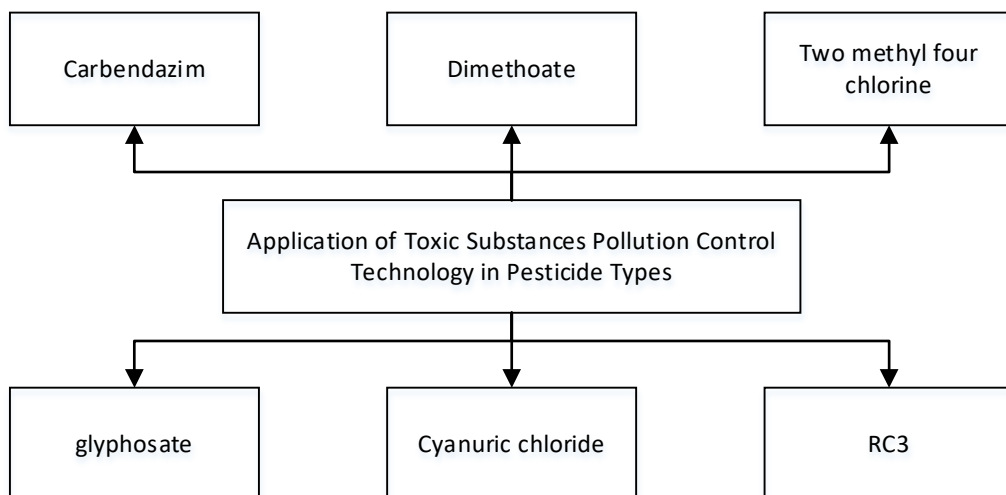 Carbendazim
Dimethoate
Two methyl four
chlorine
Application of Toxic Substances Pollution Control
Technology in Pesticide Types
glyphosate
Cyanuric chloride
RC3